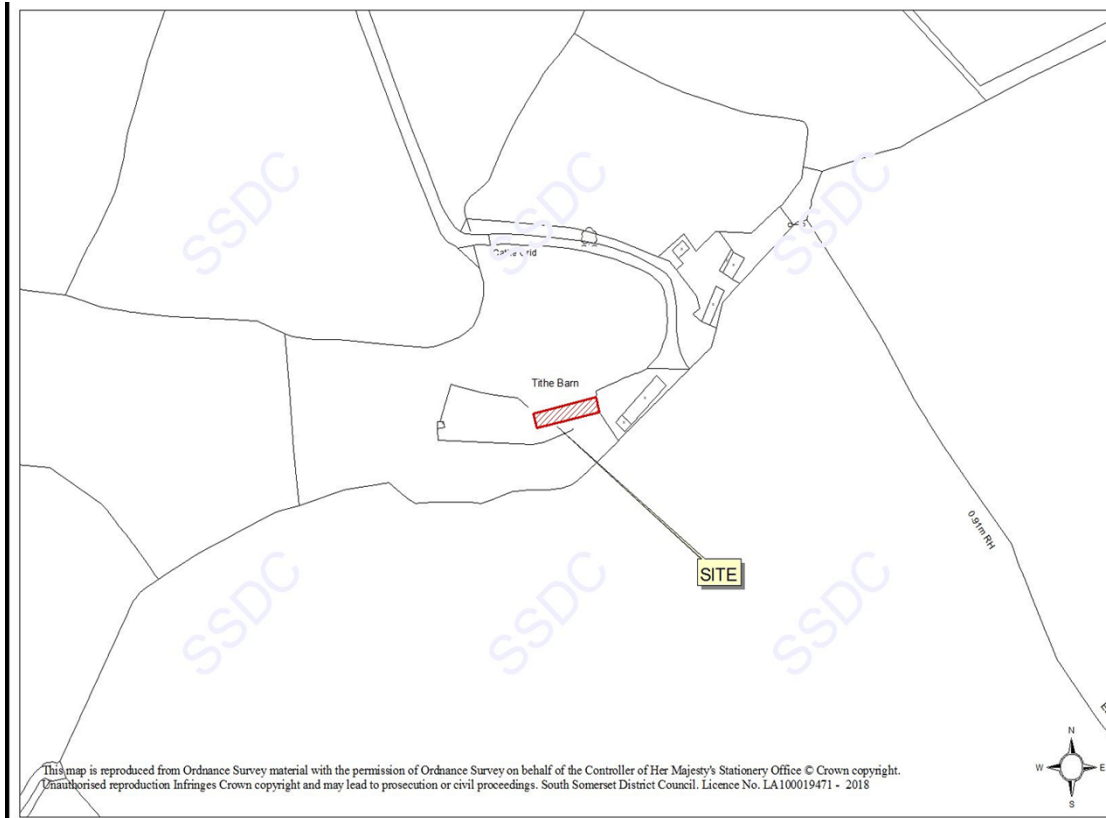 SSDC SSDC SSDC
Cattle Grid
Tithe Barn
0.91m RH
SITE
SSDC SSDC SSDC
N
W E
S
This map is reproduced from Ordnance Survey material with the permission of Ordnance Survey on behalf of the Controller of Her Majesty's Stationery Office © Crown copyright.
Unauthorised reproduction Infringes Crown copyright and may lead to prosecution or civil proceedings. South Somerset District Council. Licence No. LA100019471 - 2018